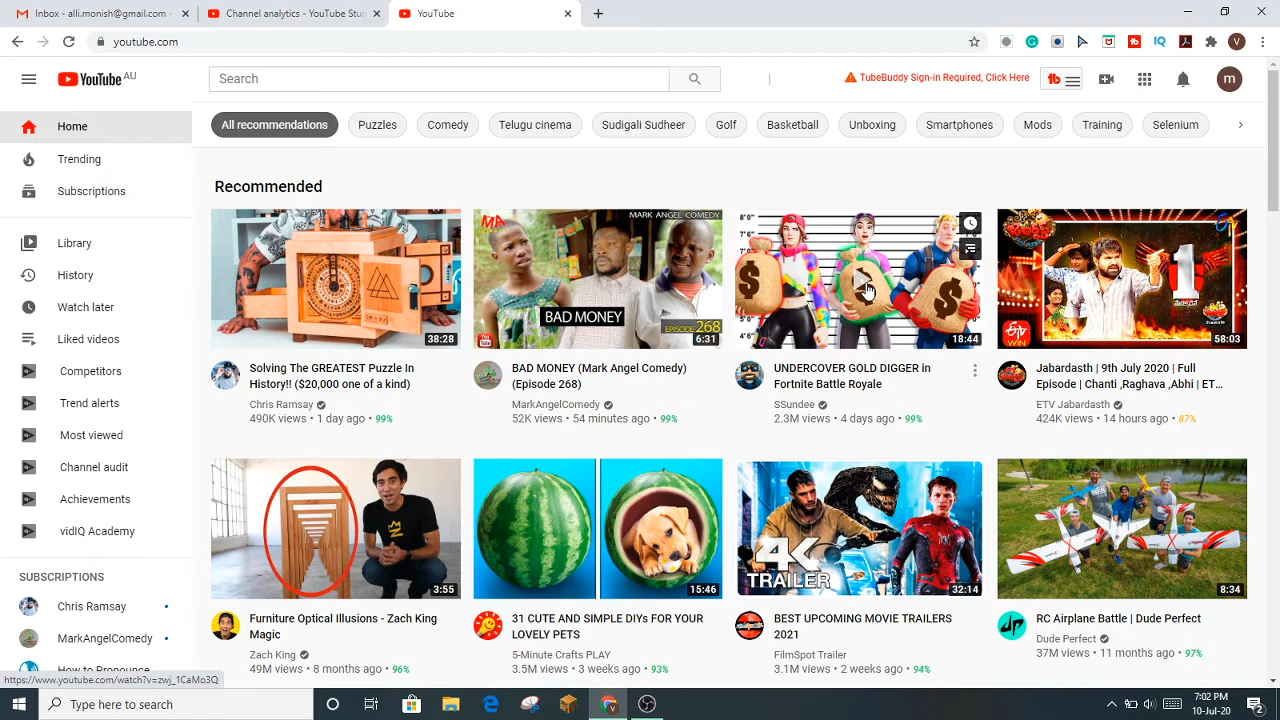 Inbox - alli.monish@gmail.com -
Channel analytics - YouTube Stu
YouTube
youtube.com
YouTube AU
Search
TubeBuddy Sign-in Required, Click Here
tb
IQ
V
m
Home
Trending
Subscriptions
Library
History
Watch later
Liked videos
Competitors
Trend alerts
Most viewed
Channel audit
Achievements
vidIQ Academy
SUBSCRIPTIONS
Chris Ramsay
MarkAngelComedy
How to Pronounce
All recommendations
Puzzles
Comedy
Telugu cinema
Sudigali Sudheer
Golf
Basketball
Unboxing
Smartphones
Mods
Training
Selenium
Recommended
38:28
Solving The GREATEST Puzzle In
History!! ($20,000 one of a kind)
Chris Ramsay
490K views • 1 day ago • 99%
MA
MARK ANGEL COMEDY
BAD MONEY
EPISODE 268
6:31
BAD MONEY (Mark Angel Comedy)
(Episode 268)
MarkAngelComedy
52K views • 54 minutes ago • 99%
8'0"
18:44
UNDERCOVER GOLD DIGGER in
Fortnite Battle Royale
SSundee
2.3M views • 4 days ago • 99%
1
ETV
WIN
58:03
Jabardasth | 9th July 2020 | Full
Episode | Chanti ,Raghava ,Abhi | ET…
ETV Jabardasth
424K views • 14 hours ago • 87%
3:55
Furniture Optical Illusions - Zach King
Magic
Zach King
49M views • 8 months ago • 96%
15:46
31 CUTE AND SIMPLE DIYs FOR YOUR
LOVELY PETS
5-Minute Crafts PLAY
3.5M views • 3 weeks ago • 93%
4K
TRAILER
32:14
BEST UPCOMING MOVIE TRAILERS
2021
FilmSpot Trailer
3.1M views • 2 weeks ago • 94%
8:34
RC Airplane Battle | Dude Perfect
Dude Perfect
37M views • 11 months ago • 97%
https://www.youtube.com/watch?v=zwj_1CaMo3Q
Type here to search
7:02 PM
10-Jul-20
2